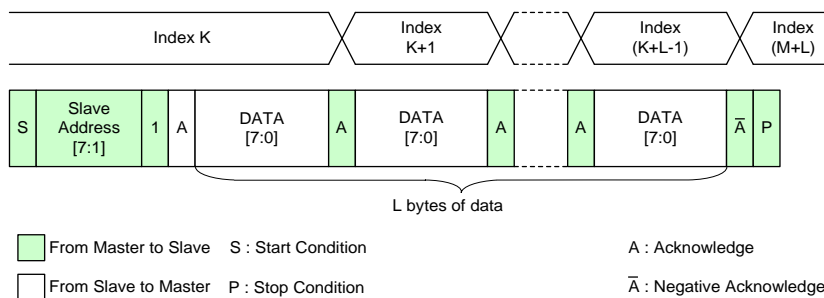 Index K
Index
K+1
Index
(K+L-1)
Index
(M+L)
S
Slave
Address
[7:1]
1
A
DATA
[7:0]
A
DATA
[7:0]
A
A
DATA
[7:0]
A̅
P
L bytes of data
From Master to Slave
S : Start Condition
A : Acknowledge
From Slave to Master
P : Stop Condition
A̅ : Negative Acknowledge